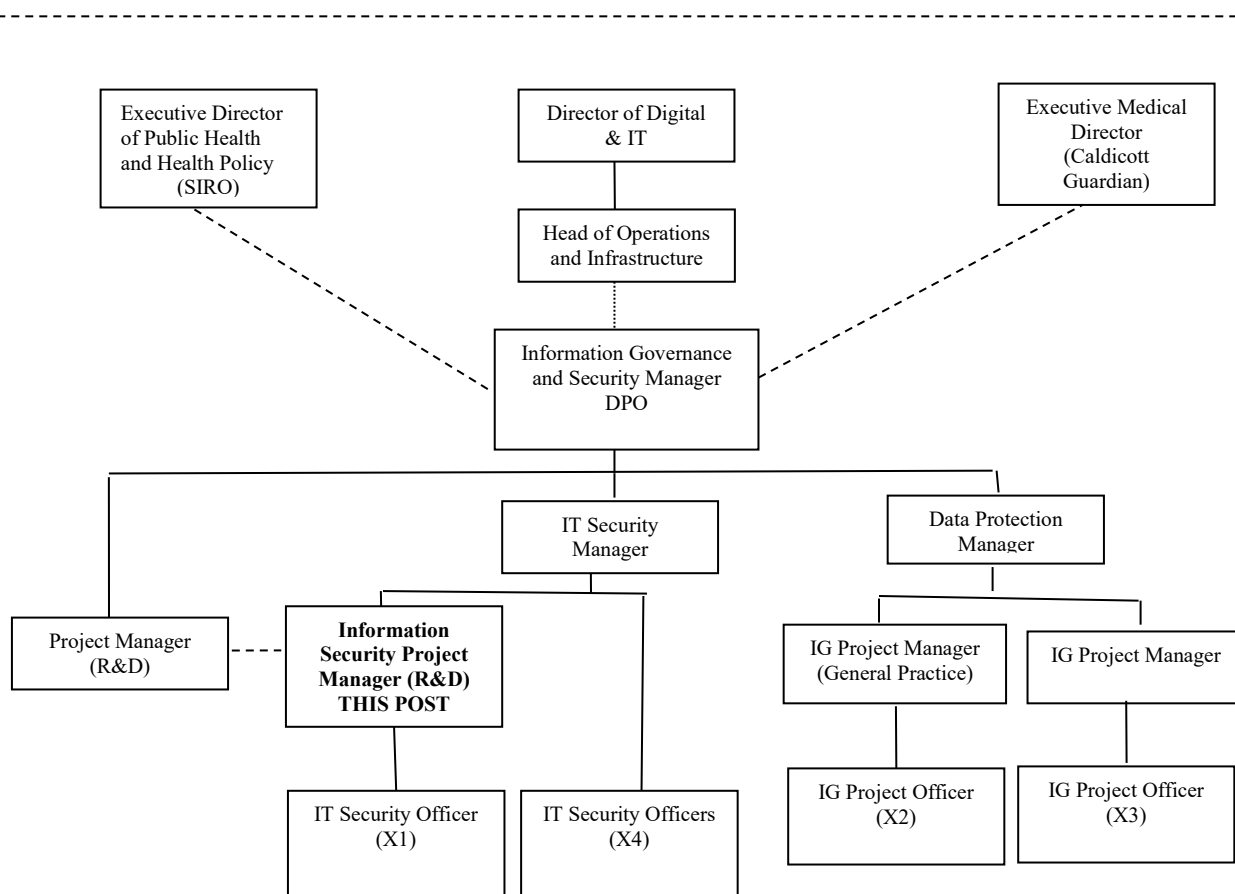 Executive Director
of Public Health
and Health Policy
(SIRO)
Director of Digital
& IT
Executive Medical
Director
(Caldicott
Guardian)
Head of Operations
and Infrastructure
Information Governance
and Security Manager
DPO
IT Security
Manager
Data Protection
Manager
Project Manager
(R&D)
Information
Security Project
Manager (R&D)
THIS POST
IG Project Manager
(General Practice)
IG Project Manager
IT Security Officer
(X1)
IT Security Officers
(X4)
IG Project Officer
(X2)
IG Project Officer
(X3)